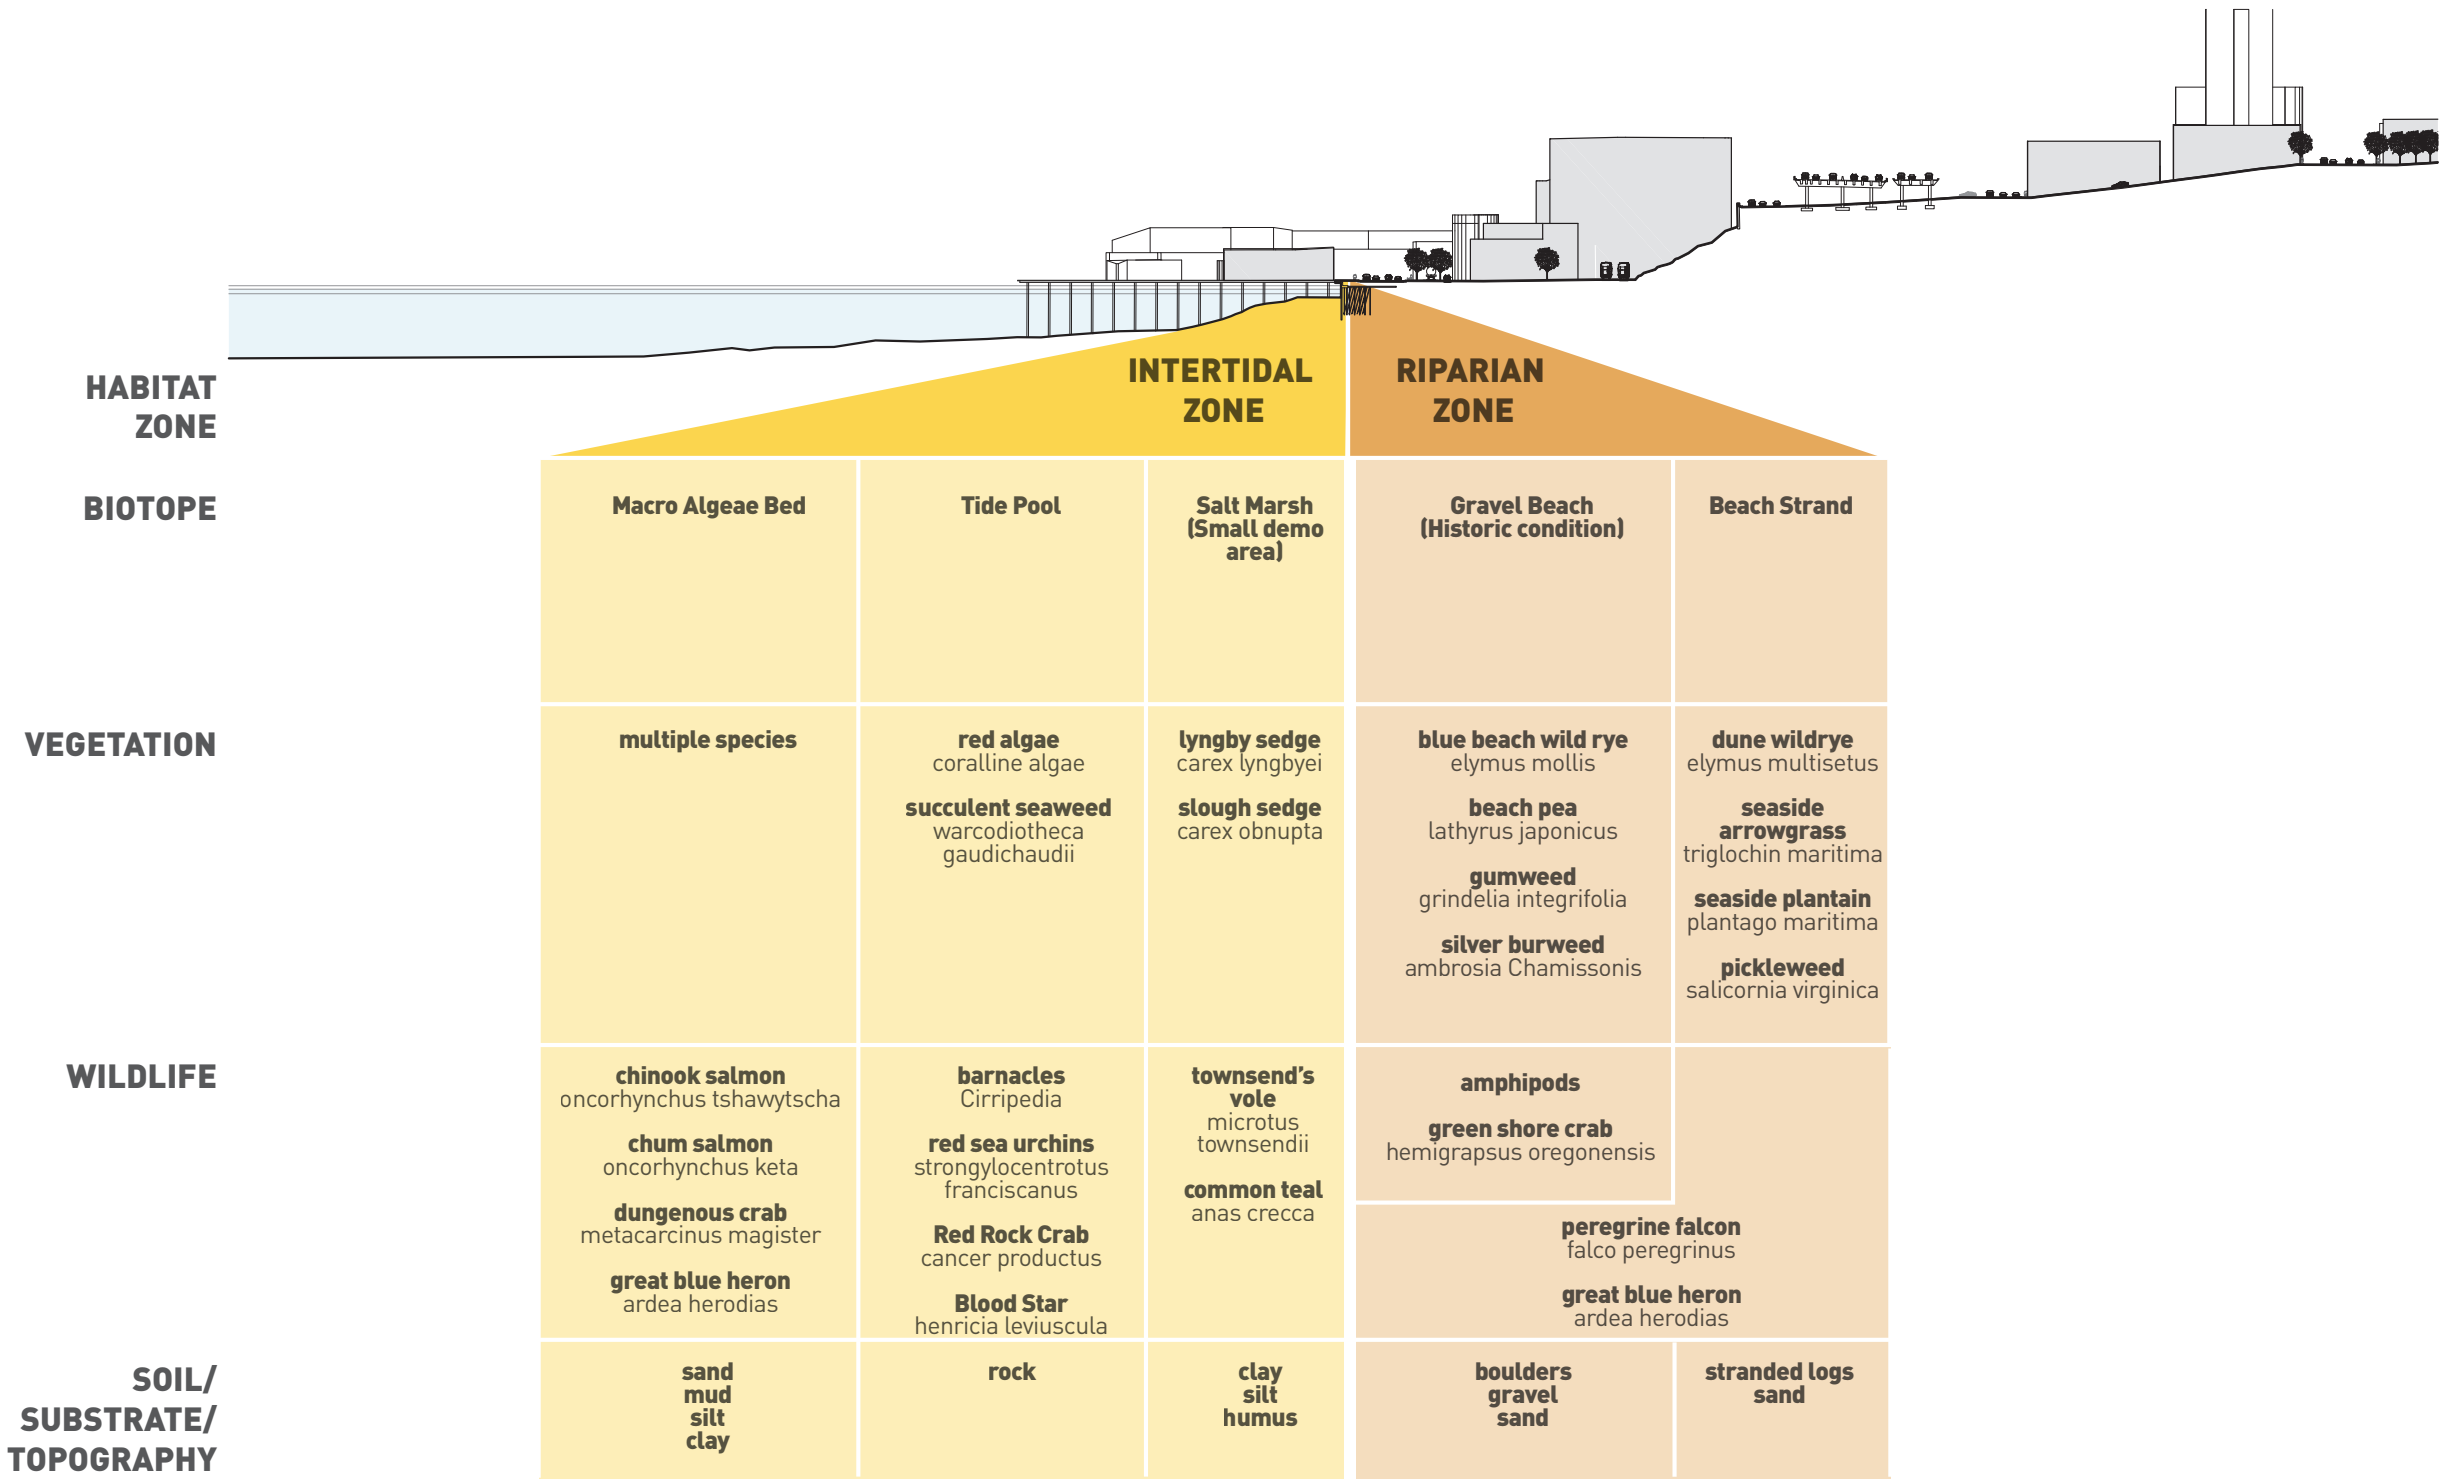 HABITAT
ZONE
INTERTIDAL
ZONE
RIPARIAN
ZONE
BIOTOPE
Macro Algeae Bed
Tide Pool
Salt Marsh
(Small demo
area)
Gravel Beach
(Historic condition)
Beach Strand
VEGETATION
multiple species
red algae
coralline algae
succulent seaweed
warcodiotheca
gaudichaudii
lyngby sedge
carex lyngbyei
slough sedge
carex obnupta
blue beach wild rye
elymus mollis
beach pea
lathyrus japonicus
gumweed
grindelia integrifolia
silver burweed
ambrosia Chamissonis
dune wildrye
elymus multisetus
seaside
arrowgrass
triglochin maritima
seaside plantain
plantago maritima
pickleweed
salicornia virginica
WILDLIFE
chinook salmon
oncorhynchus tshawytscha
chum salmon
oncorhynchus keta
dungenous crab
metacarcinus magister
great blue heron
ardea herodias
barnacles
Cirripedia
red sea urchins
strongylocentrotus
franciscanus
Red Rock Crab
cancer productus
Blood Star
henricia leviuscula
townsend's
vole
microtus
townsendii
common teal
anas crecca
amphipods
green shore crab
hemigrapsus oregonensis
peregrine falcon
falco peregrinus
great blue heron
ardea herodias
SOIL/
SUBSTRATE/
TOPOGRAPHY
sand
mud
silt
clay
rock
clay
silt
humus
boulders
gravel
sand
stranded logs
sand